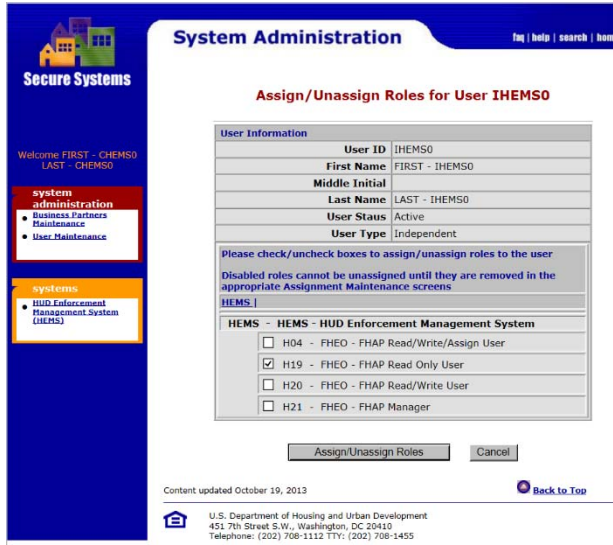 System Administration
faq | help | search | hom
Secure Systems
Assign/Unassign Roles for User IHEMS0
Welcome FIRST - CHEMS0
LAST - CHEMS0
system
administration
Business Partners
Maintenance
User Maintenance
systems
HUD Enforcement
Management System
(HEMS)
User Information
User ID IHEMS0
First Name FIRST - IHEMS0
Middle Initial
Last Name LAST - IHEMS0
User Staus Active
User Type Independent
Please check/uncheck boxes to assign/unassign roles to the user
Disabled roles cannot be unassigned until they are removed in the
appropriate Assignment Maintenance screens
HEMS |
HEMS - HEMS - HUD Enforcement Management System
H04 - FHEO - FHAP Read/Write/Assign User
H19 - FHEO - FHAP Read Only User
H20 - FHEO - FHAP Read/Write User
H21 - FHEO - FHAP Manager
Assign/Unassign Roles Cancel
Content updated October 19, 2013
Back to Top
U.S. Department of Housing and Urban Development
451 7th Street S.W., Washington, DC 20410
Telephone: (202) 708-1112 TTY: (202) 708-1455